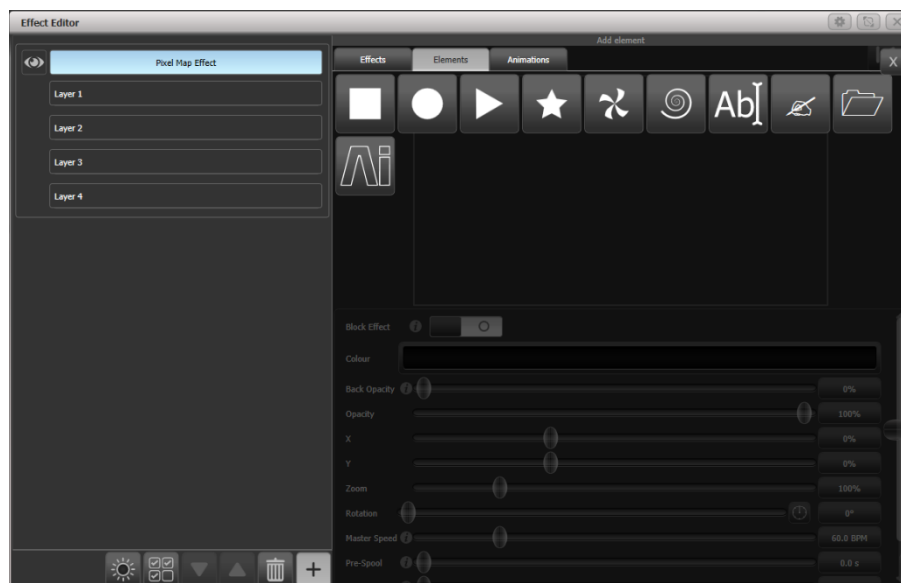 Effect Editor
Add element
Pixel Map Effect
Layer 1
Layer 2
Layer 3
Layer 4
Effects
Elements
Animations
X
Ab
Ai
Block Effect
Colour
Back Opacity 0%
Opacity 100%
X 0%
Y 0%
Zoom 100%
Rotation 0°
Master Speed 60.0 BPM
Pre-Spool 0.0 s